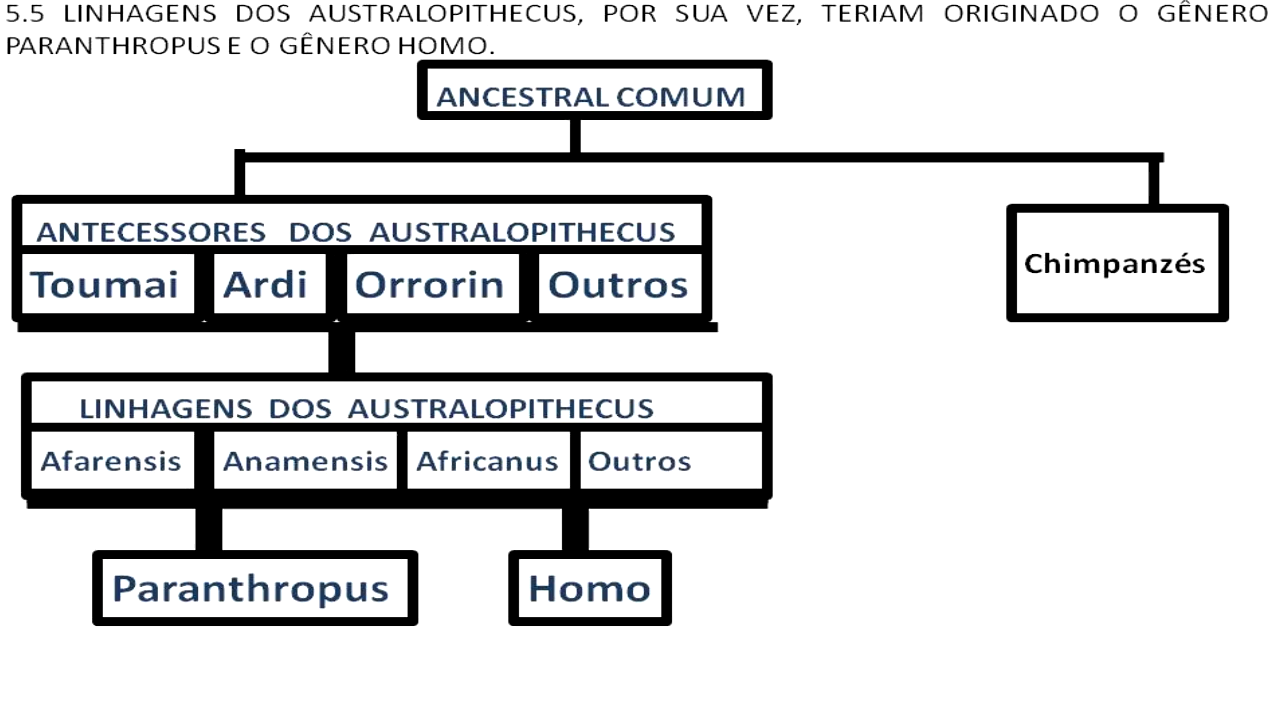 5.5 LINHAGENS DOS AUSTRALOPITHECUS, POR SUA VEZ, TERIAM ORIGINADO O GÊNERO
PARANTHROPUS E O GÊNERO HOMO.
ANCESTRAL COMUM
ANTECESSORES DOS AUSTRALOPITHECUS
Toumai Ardi Orrorin Outros
Chimpanzés
LINHAGENS DOS AUSTRALOPITHECUS
Afarensis Anamensis Africanus Outros
Paranthropus Homo